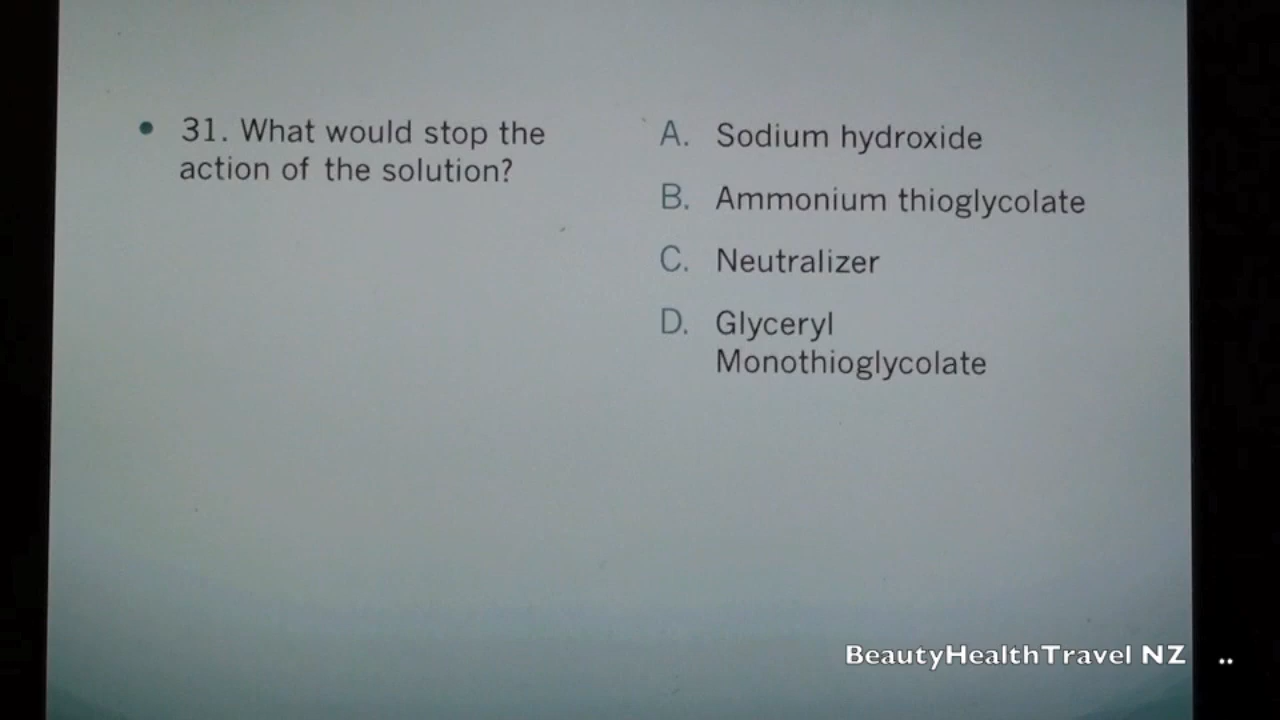 • 31. What would stop the
action of the solution?
A. Sodium hydroxide
B. Ammonium thioglycolate
C. Neutralizer
D. Glyceryl
Monothioglycolate
BeautyHealthTravel NZ ..